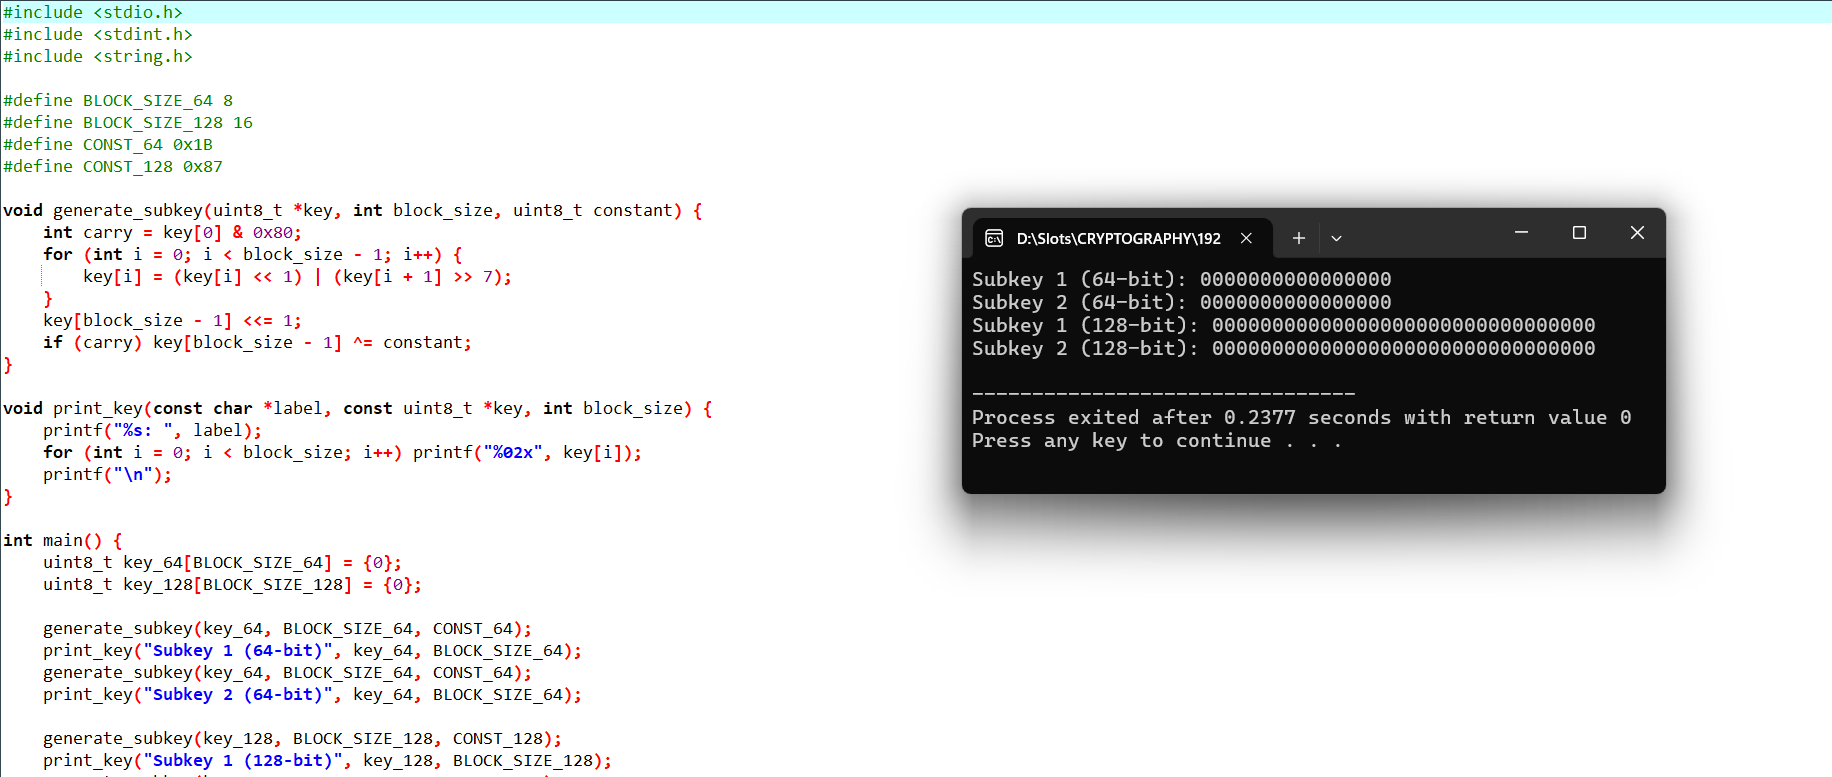 #include <stdio.h>
#include <stdint.h>
#include <string.h>
#define BLOCK_SIZE_64 8
#define BLOCK_SIZE_128 16
#define CONST_64 0x1B
#define CONST_128 0x87
void generate_subkey(uint8_t *key, int block_size, uint8_t constant) {
    int carry = key[0] & 0x80;
    for (int i = 0; i < block_size - 1; i++) {
        key[i] = (key[i] << 1) | (key[i + 1] >> 7);
    }
    key[block_size - 1] <<= 1;
    if (carry) key[block_size - 1] ^= constant;
}
void print_key(const char *label, const uint8_t *key, int block_size) {
    printf("%s: ", label);
    for (int i = 0; i < block_size; i++) printf("%02x", key[i]);
    printf("\n");
}
int main() {
    uint8_t key_64[BLOCK_SIZE_64] = {0};
    uint8_t key_128[BLOCK_SIZE_128] = {0};
    generate_subkey(key_64, BLOCK_SIZE_64, CONST_64);
    print_key("Subkey 1 (64-bit)", key_64, BLOCK_SIZE_64);
    generate_subkey(key_64, BLOCK_SIZE_64, CONST_64);
    print_key("Subkey 2 (64-bit)", key_64, BLOCK_SIZE_64);
    generate_subkey(key_128, BLOCK_SIZE_128, CONST_128);
    print_key("Subkey 1 (128-bit)", key_128, BLOCK_SIZE_128);
D:\Slots\CRYPTOGRAPHY\192
Subkey 1 (64-bit): 0000000000000000
Subkey 2 (64-bit): 0000000000000000
Subkey 1 (128-bit): 00000000000000000000000000000000
Subkey 2 (128-bit): 00000000000000000000000000000000
--------------------------------
Process exited after 0.2377 seconds with return value 0
Press any key to continue . . .